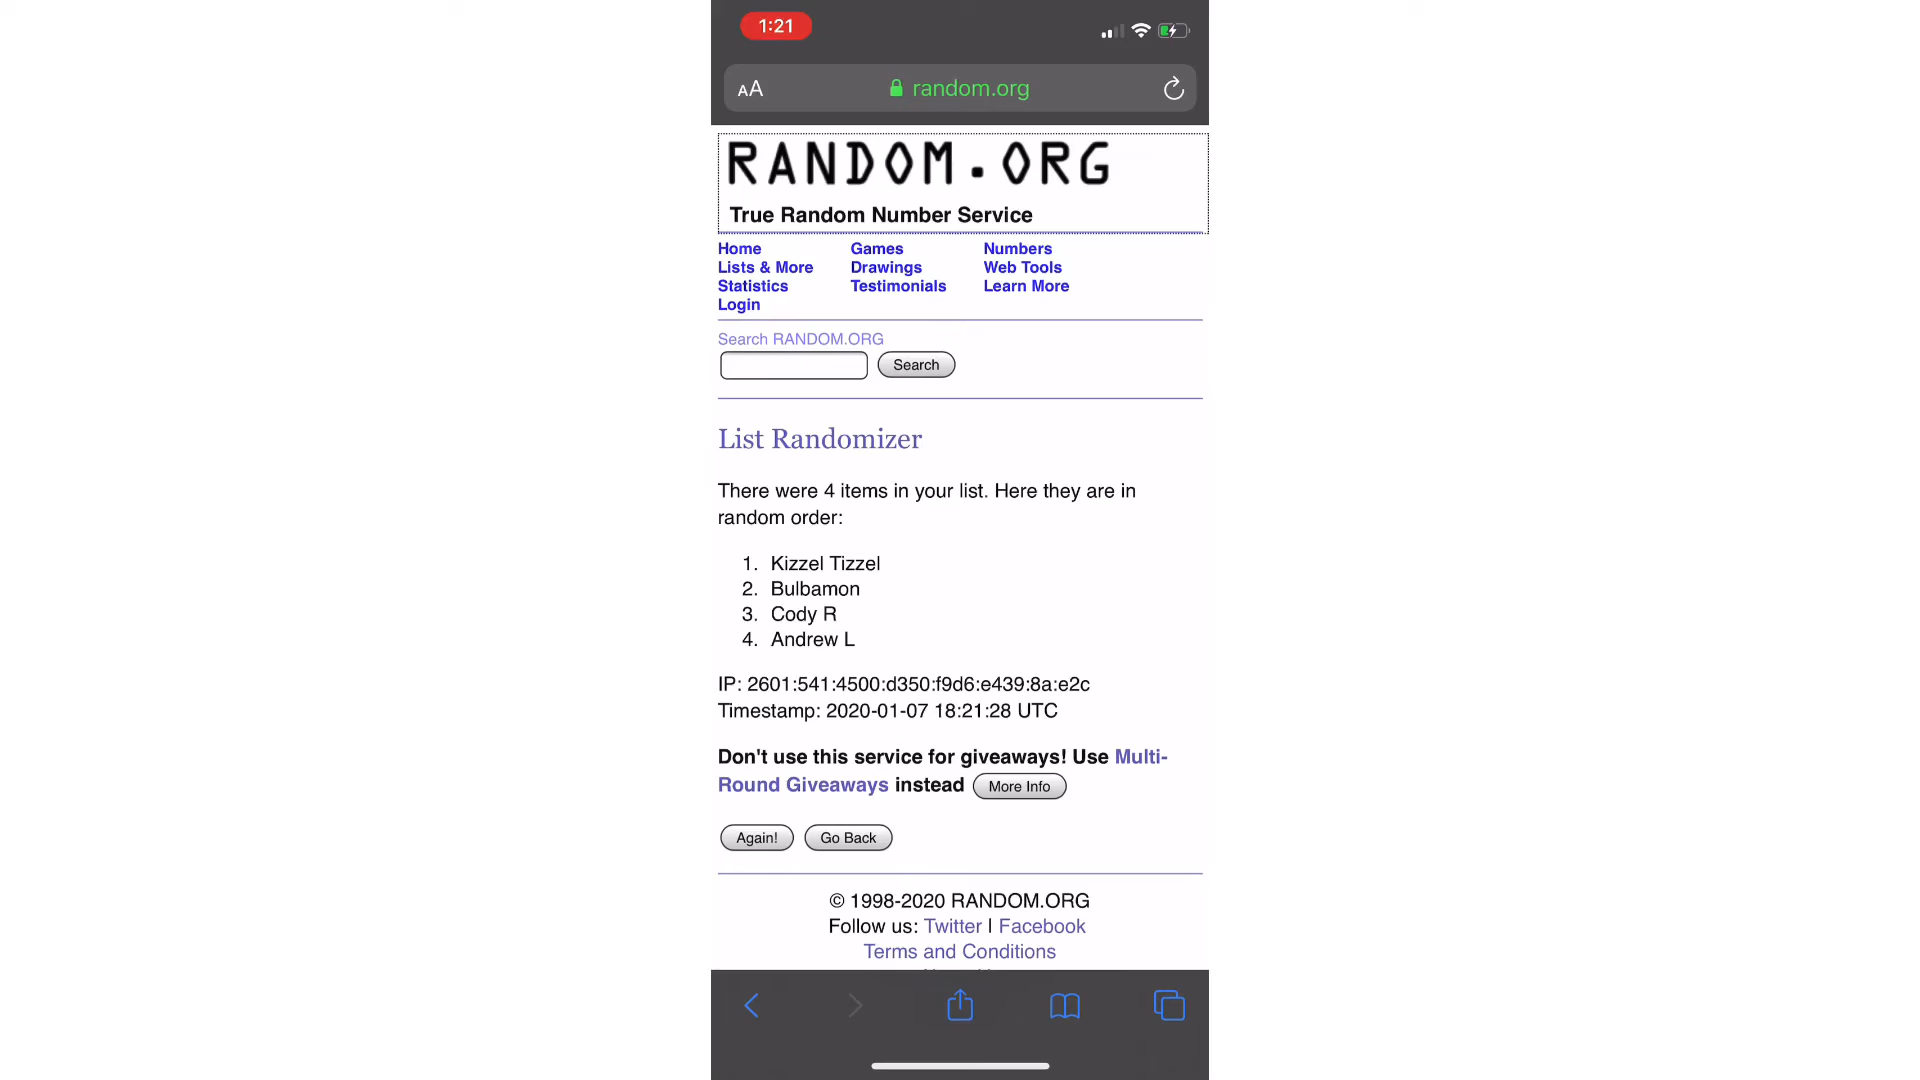 1:21
AA random.org
RANDOM.ORG
True Random Number Service
Home Games Numbers
Lists & More Drawings Web Tools
Statistics Testimonials Learn More
Login
Search RANDOM.ORG
Search
List Randomizer
There were 4 items in your list. Here they are in
random order:
1. Kizzel Tizzel
2. Bulbamon
3. Cody R
4. Andrew L
IP: 2601:541:4500:d350:f9d6:e439:8a:e2c
Timestamp: 2020-01-07 18:21:28 UTC
Don't use this service for giveaways! Use Multi-
Round Giveaways instead More Info
Again! Go Back
© 1998-2020 RANDOM.ORG
Follow us: Twitter | Facebook
Terms and Conditions